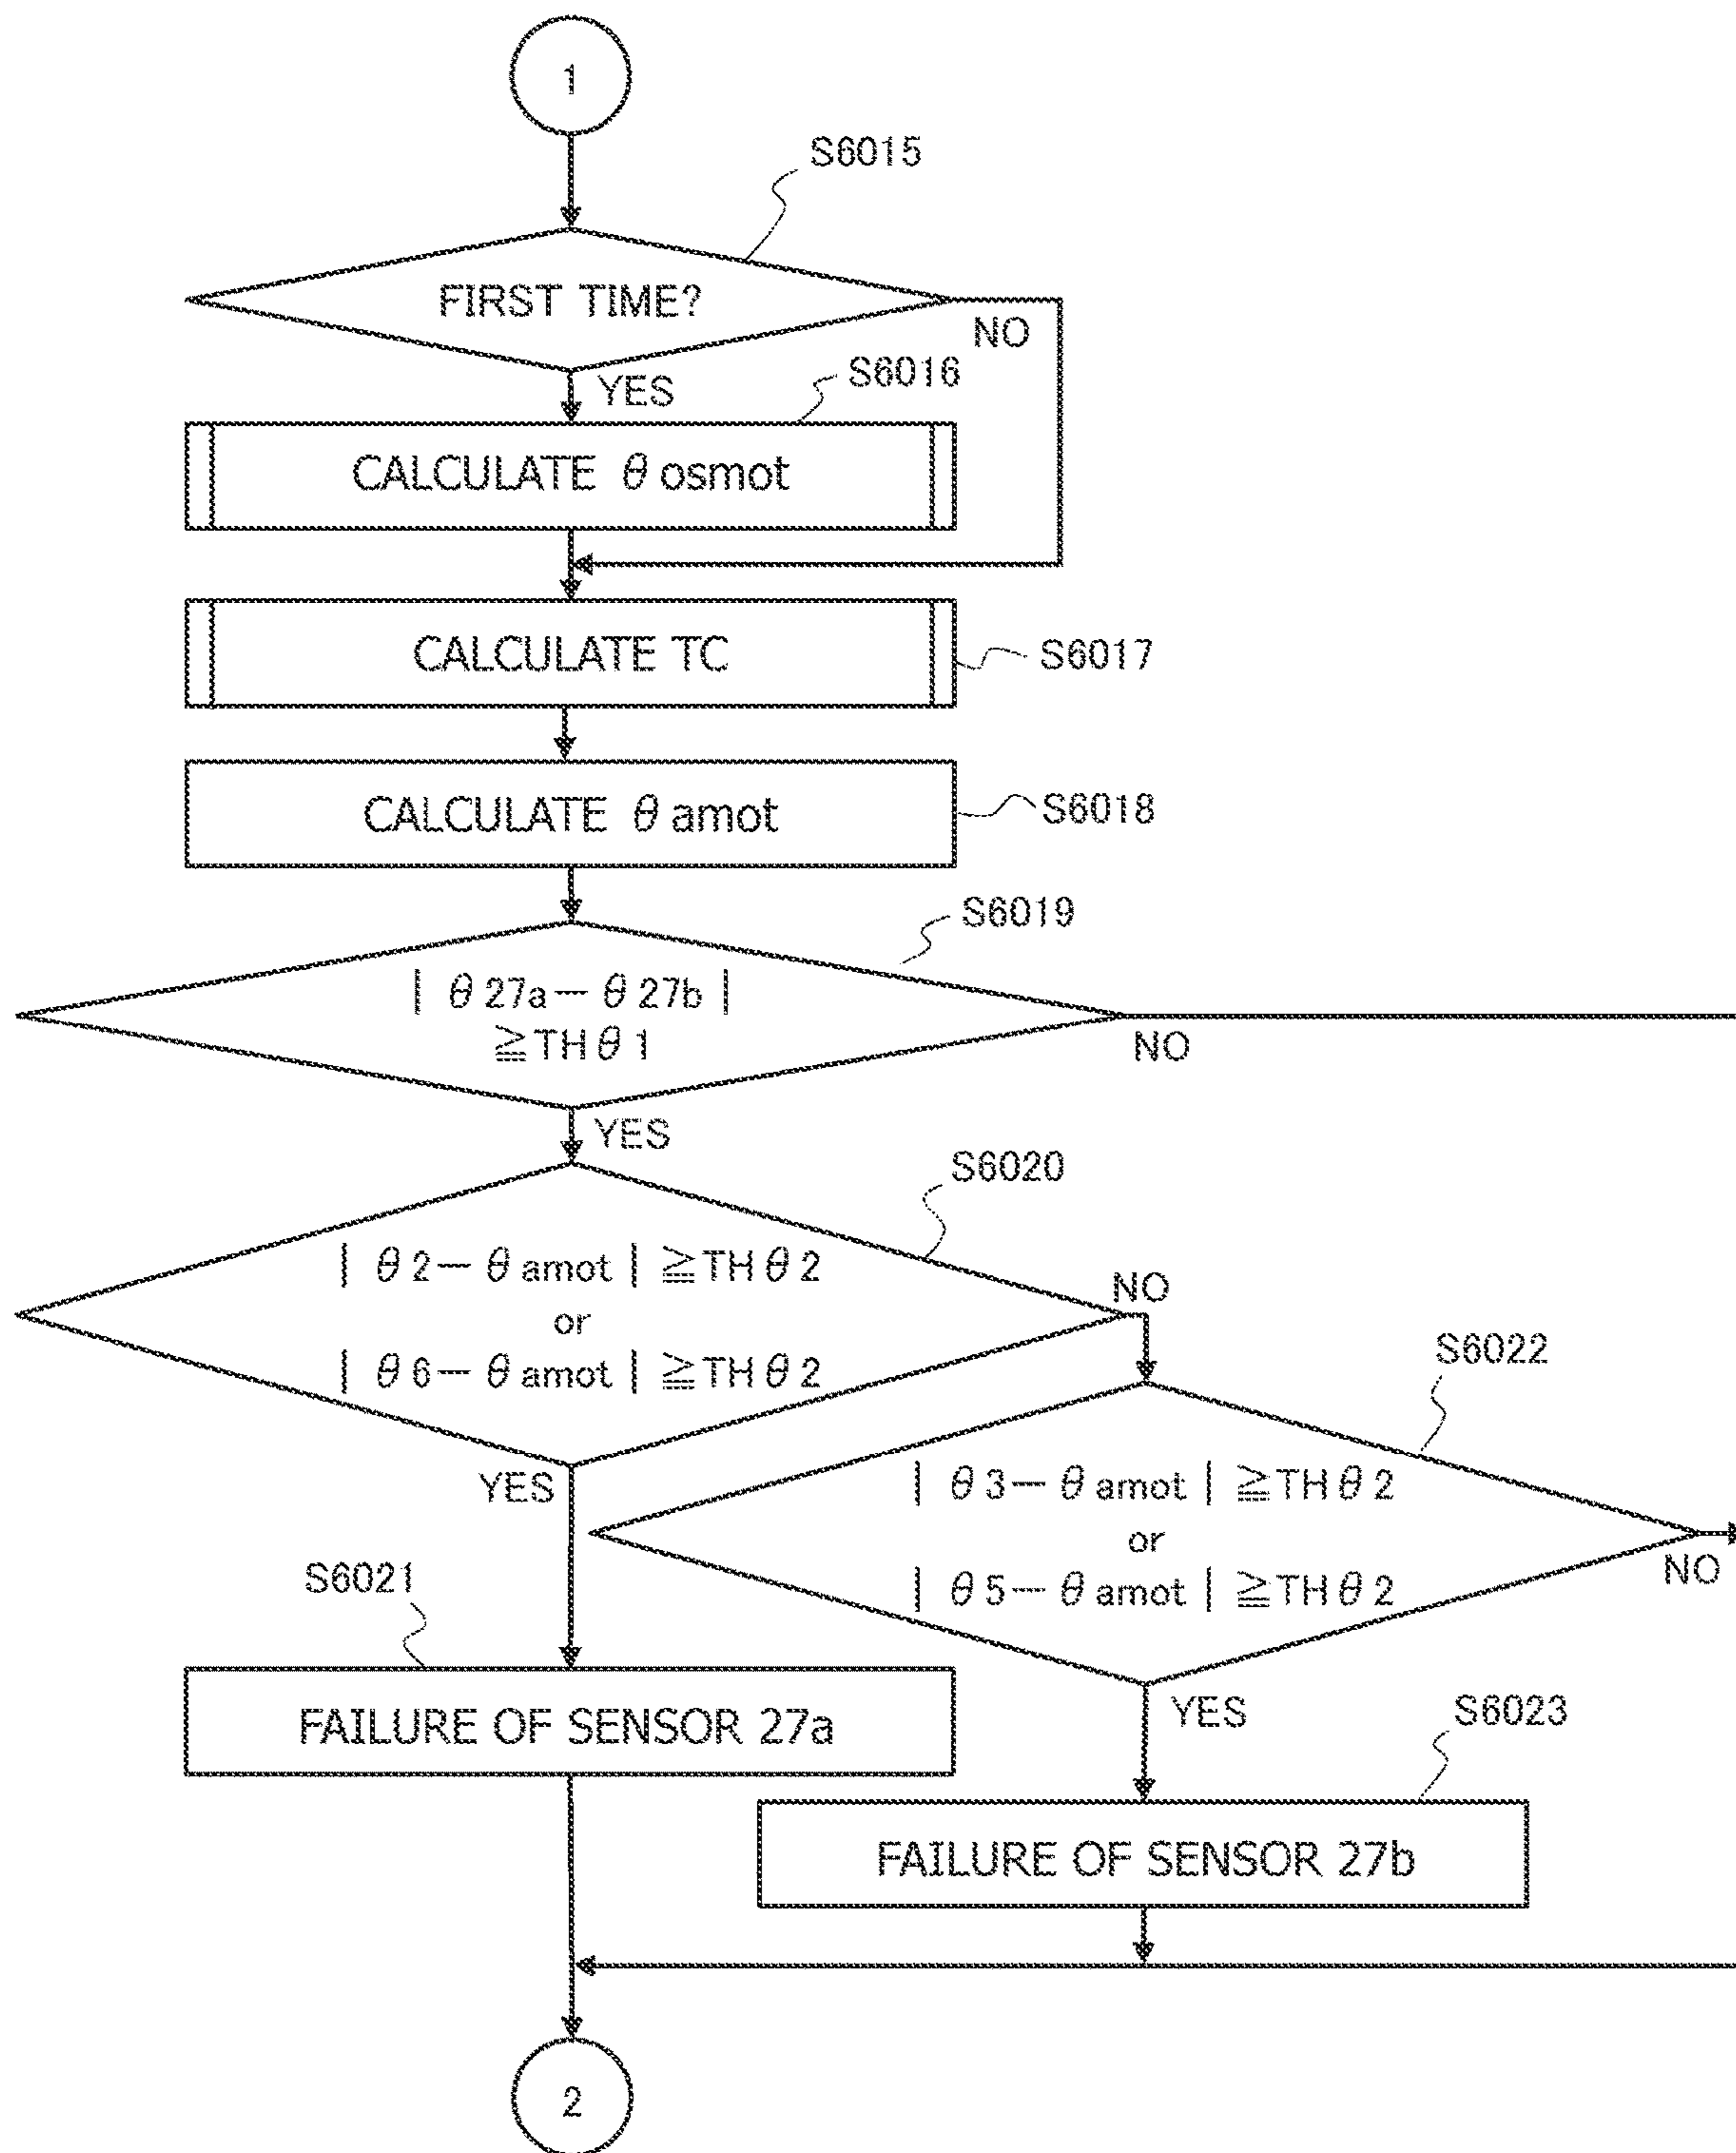 1
S6015
FIRST TIME?
NO
YES
S6016
CALCULATE θosmot
CALCULATE TC
S6017
CALCULATE θamot
S6018
S6019
| θ27a－θ27b |
≧THθ1
NO
YES
S6020
| θ2－θamot | ≧THθ2
or
| θ6－θamot | ≧THθ2
NO
YES
S6022
| θ3－θamot | ≧THθ2
or
| θ5－θamot | ≧THθ2
NO
YES
S6021
FAILURE OF SENSOR 27a
S6023
FAILURE OF SENSOR 27b
2